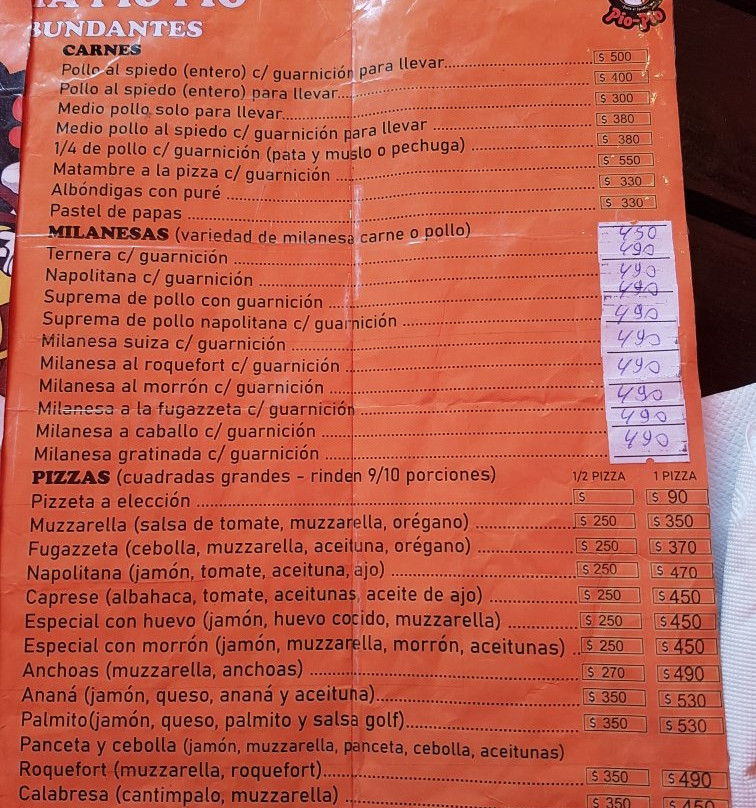 BUNDANTES
Pio-Pio
CARNES
Pollo al spiedo (entero) c/ guarnición para llevar $ 500
Pollo al spiedo (entero) para llevar $ 400
Medio pollo solo para llevar $ 300
Medio pollo al spiedo c/ guarnición para llevar $ 380
1/4 de pollo c/ guarnición (pata y muslo o pechuga) $ 380
Matambre a la pizza c/ guarnición $ 550
Albóndigas con puré $ 330
Pastel de papas $ 330
MILANESAS (variedad de milanesa carne o pollo)
Ternera c/ guarnición 450
Napolitana c/ guarnición 490
Suprema de pollo con guarnición 490
Suprema de pollo napolitana c/ guarnición 490
Milanesa suiza c/ guarnición 490
Milanesa al roquefort c/ guarnición 490
Milanesa al morrón c/ guarnición 490
Milanesa a la fugazzeta c/ guarnición 490
Milanesa a caballo c/ guarnición 490
Milanesa gratinada c/ guarnición 490
PIZZAS (cuadradas grandes - rinden 9/10 porciones) 1/2 PIZZA 1 PIZZA
Pizzeta a elección $ $ 90
Muzzarella (salsa de tomate, muzzarella, orégano) $ 250 $ 350
Fugazzeta (cebolla, muzzarella, aceituna, orégano) $ 250 $ 370
Napolitana (jamón, tomate, aceituna, ajo) $ 250 $ 470
Caprese (albahaca, tomate, aceitunas, aceite de ajo) $ 250 $ 450
Especial con huevo (jamón, huevo cocido, muzzarella) $ 250 $ 450
Especial con morrón (jamón, muzzarella, morrón, aceitunas) $ 250 $ 450
Anchoas (muzzarella, anchoas) $ 270 $ 490
Ananá (jamón, queso, ananá y aceituna) $ 350 $ 530
Palmito(jamón, queso, palmito y salsa golf) $ 350 $ 530
Panceta y cebolla (jamón, muzzarella, panceta, cebolla, aceitunas)
Roquefort (muzzarella, roquefort) $ 350 $ 490
Calabresa (cantimpalo, muzzarella) $ 350